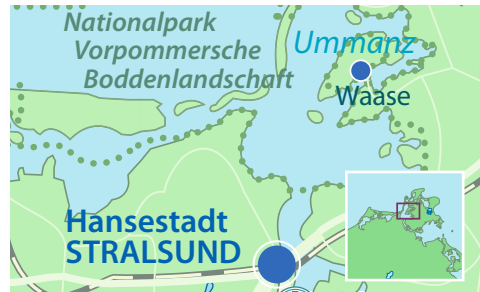 Nationalpark
Vorpommersche
Boddenlandschaft
Ummanz
Waase
Hansestadt
STRALSUND